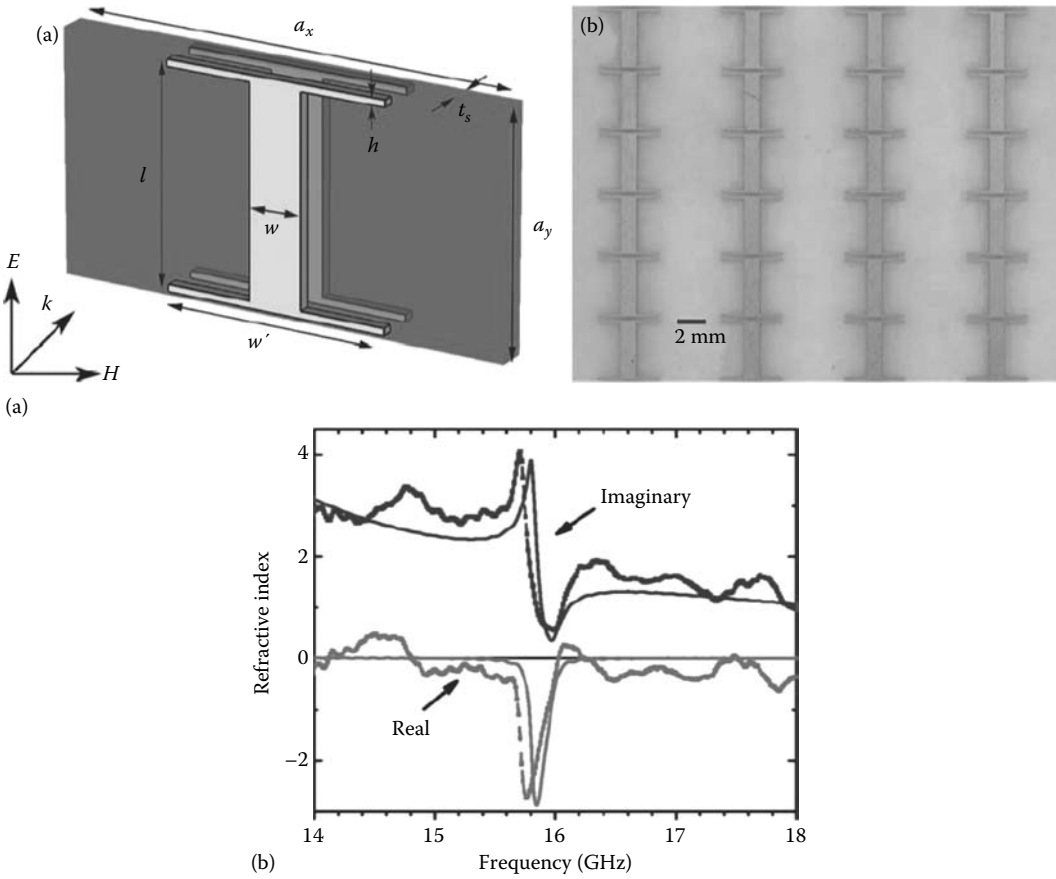 (a)
a_x
t_s
h
l
w
a_y
w′
E
k
H
(a)
(b)
2 mm
4
2
0
−2
Refractive index
Imaginary
Real
14
15
16
17
18
Frequency (GHz)
(b)